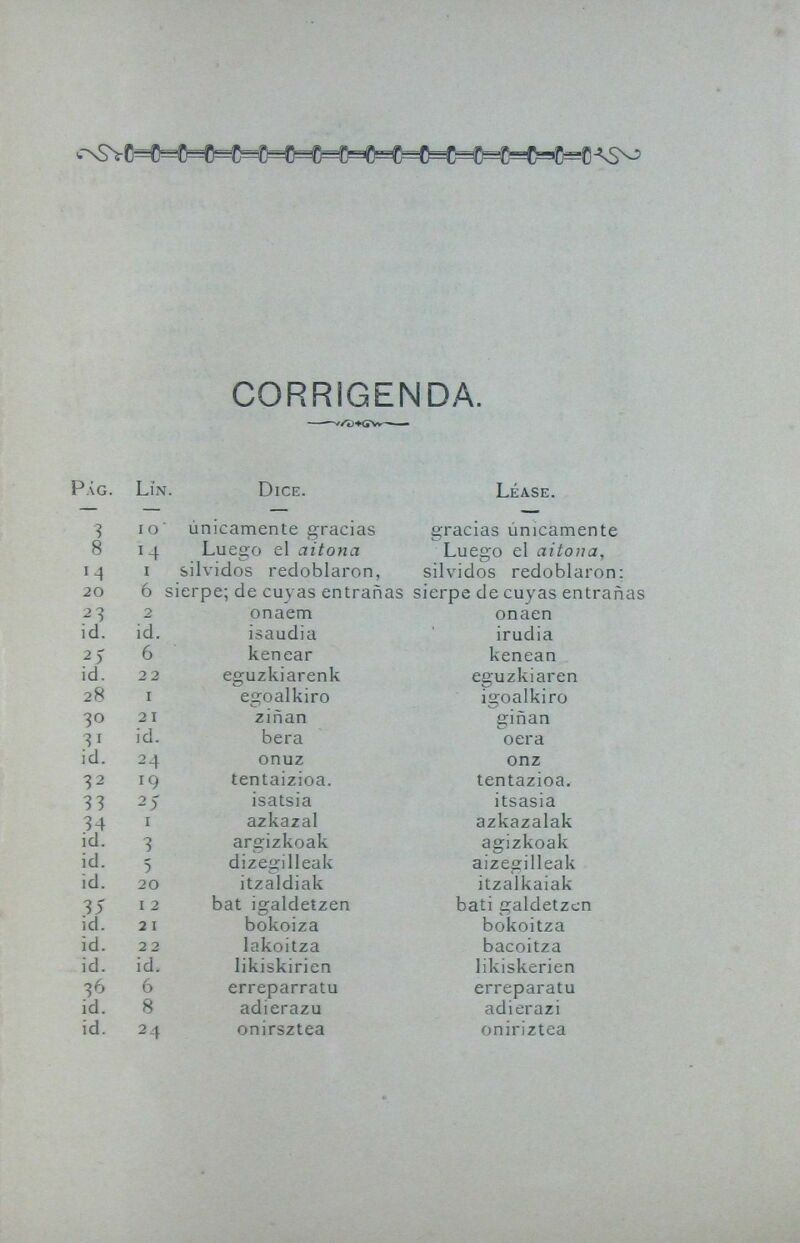 CORRIGENDA.
PÁG. LÍN. DICE. LÉASE.
3 10 únicamente gracias gracias únicamente
8 14 Luego el aitona Luego el aitona,
14 1 silvidos redoblaron, silvidos redoblaron:
20 6 sierpe; de cuyas entrañas sierpe de cuyas entrañas
23 2 onaem onaen
id. id. isaudia irudia
25 6 kenear kenean
id. 22 eguzkiarenk eguzkiaren
28 1 egoalkiro igoalkiro
30 21 ziñan giñan
31 id. bera oera
id. 24 onuz onz
32 19 tentaizioa. tentazioa.
33 25 isatsia itsasia
34 1 azkazal azkazalak
id. 3 argizkoak agizkoak
id. 5 dizegilleak aizegilleak
id. 20 itzaldiak itzalkaiak
35 12 bat igaldetzen bati galdetzen
id. 21 bokoiza bokoitza
id. 22 lakoitza bacoitza
id. id. likiskirien likiskerien
36 6 erreparratu erreparatu
id. 8 adierazu adierazi
id. 24 onirsztea oniriztea